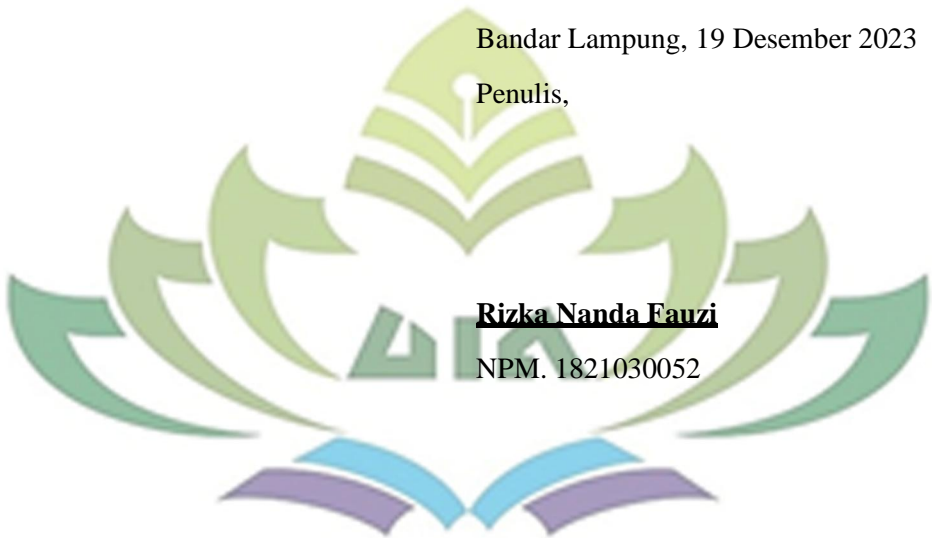 Bandar Lampung, 19 Desember 2023
Penulis,
Rizka Nanda Fauzi
NPM. 1821030052